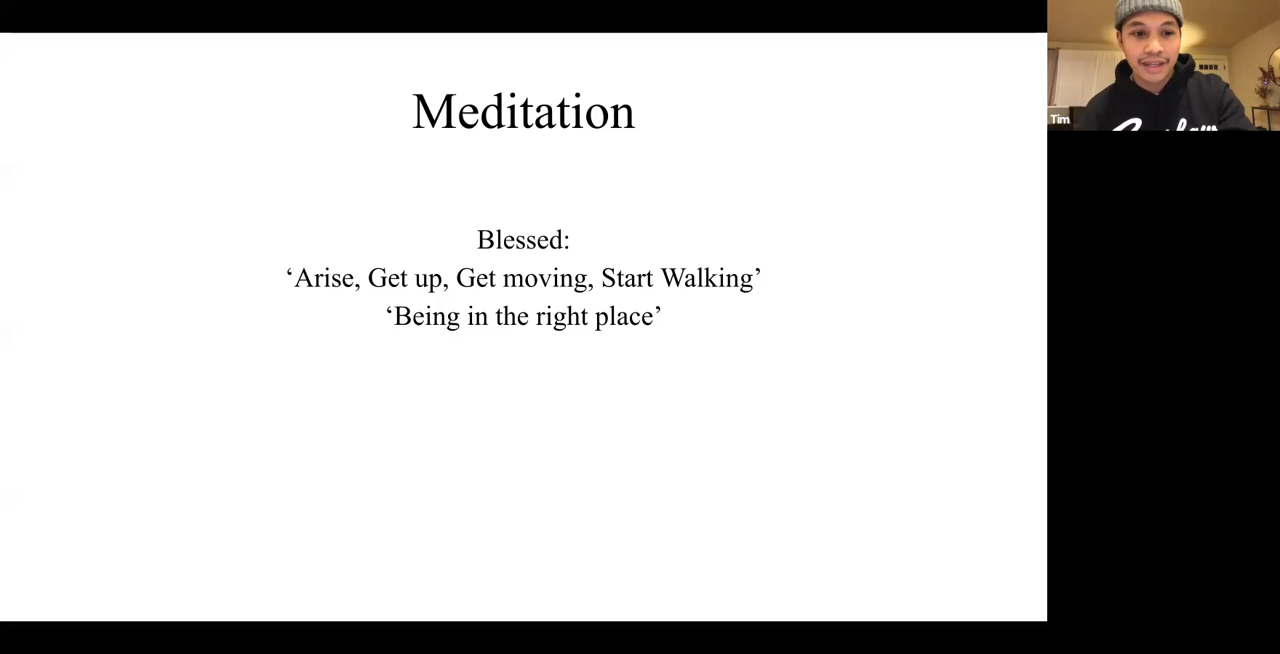 Meditation
Blessed:
‘Arise, Get up, Get moving, Start Walking’
‘Being in the right place’
Tim